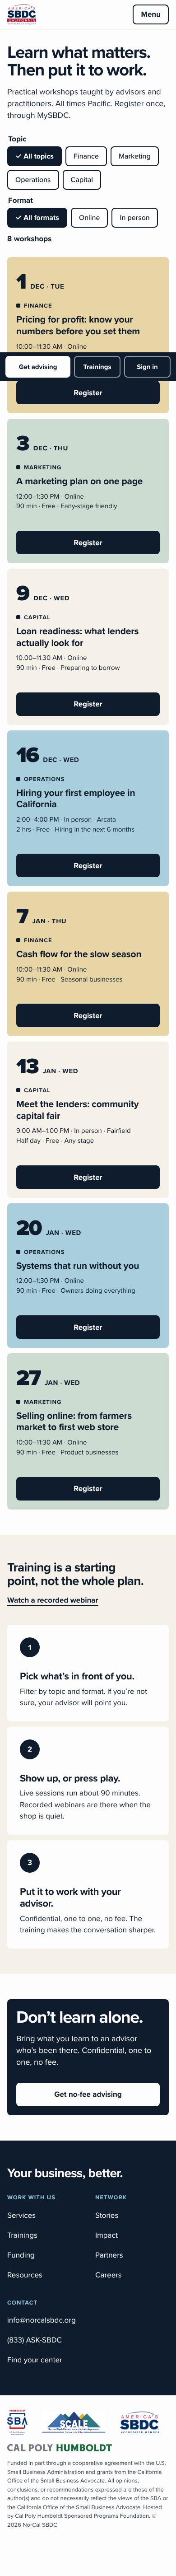 AMERICA'S
SBDC
CALIFORNIA
Menu
Learn what matters.
Then put it to work.
Practical workshops taught by advisors and
practitioners. All times Pacific. Register once,
through MySBDC.
Topic
✓ All topics
Finance
Marketing
Operations
Capital
Format
✓ All formats
Online
In person
8 workshops
1 DEC · TUE
FINANCE
Pricing for profit: know your
numbers before you set them
10:00–11:30 AM · Online
Get advising
Trainings
Sign in
Register
3 DEC · THU
MARKETING
A marketing plan on one page
12:00–1:30 PM · Online
90 min · Free · Early-stage friendly
Register
9 DEC · WED
CAPITAL
Loan readiness: what lenders
actually look for
10:00–11:30 AM · Online
90 min · Free · Preparing to borrow
Register
16 DEC · WED
OPERATIONS
Hiring your first employee in
California
2:00–4:00 PM · In person · Arcata
2 hrs · Free · Hiring in the next 6 months
Register
7 JAN · THU
FINANCE
Cash flow for the slow season
10:00–11:30 AM · Online
90 min · Free · Seasonal businesses
Register
13 JAN · WED
CAPITAL
Meet the lenders: community
capital fair
9:00 AM–1:00 PM · In person · Fairfield
Half day · Free · Any stage
Register
20 JAN · WED
OPERATIONS
Systems that run without you
12:00–1:30 PM · Online
90 min · Free · Owners doing everything
Register
27 JAN · WED
MARKETING
Selling online: from farmers
market to first web store
10:00–11:30 AM · Online
90 min · Free · Product businesses
Register
Training is a starting
point, not the whole plan.
Watch a recorded webinar
1
Pick what's in front of you.
Filter by topic and format. If you're not
sure, your advisor will point you.
2
Show up, or press play.
Live sessions run about 90 minutes.
Recorded webinars are there when the
shop is quiet.
3
Put it to work with your
advisor.
Confidential, one to one, no fee. The
training makes the conversation sharper.
Don't learn alone.
Bring what you learn to an advisor
who's been there. Confidential, one to
one, no fee.
Get no-fee advising
Your business, better.
WORK WITH US
NETWORK
Services
Stories
Trainings
Impact
Funding
Partners
Resources
Careers
CONTACT
info@norcalsbdc.org
(833) ASK-SBDC
Find your center
POWERED BY
SBA
SCALE
AMERICA'S
SBDC
CAL POLY HUMBOLDT
Funded in part through a cooperative agreement with the U.S.
Small Business Administration and grants from the California
Office of the Small Business Advocate. All opinions,
conclusions, or recommendations expressed are those of the
author(s) and do not necessarily reflect the views of the SBA or
the California Office of the Small Business Advocate. Hosted
by Cal Poly Humboldt Sponsored Programs Foundation. ©
2026 NorCal SBDC